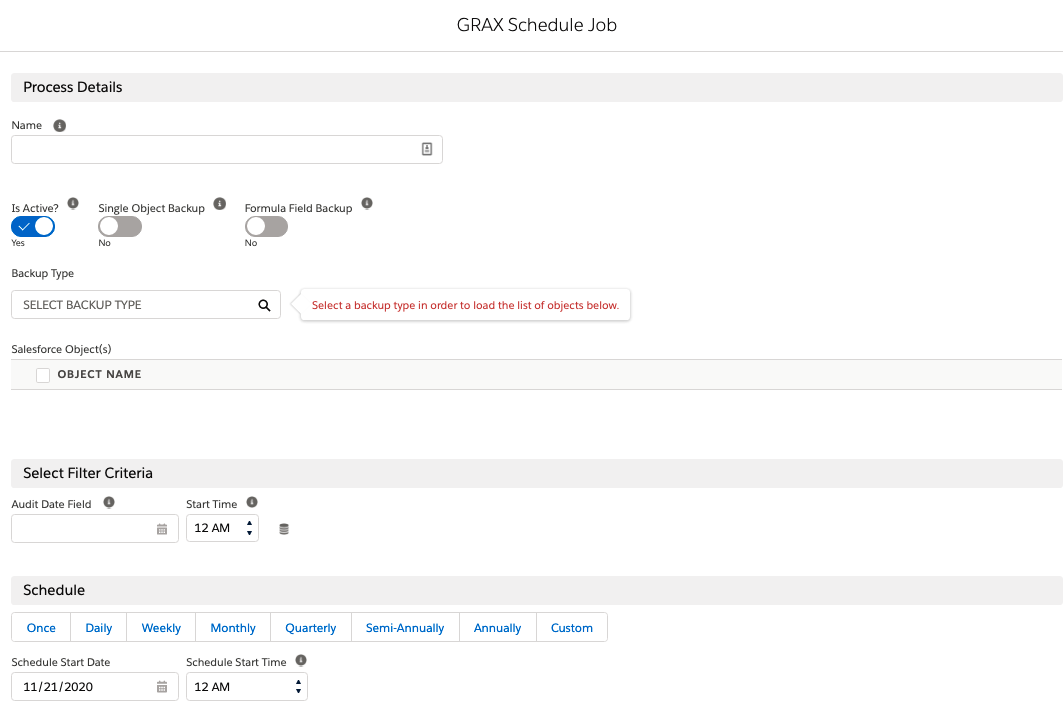 GRAX Schedule Job
Process Details
Name
Is Active? Single Object Backup Formula Field Backup
Yes No No
Backup Type
SELECT BACKUP TYPE Select a backup type in order to load the list of objects below.
Salesforce Object(s)
OBJECT NAME
Select Filter Criteria
Audit Date Field Start Time
12 AM
Schedule
Once Daily Weekly Monthly Quarterly Semi-Annually Annually Custom
Schedule Start Date Schedule Start Time
11/21/2020 12 AM